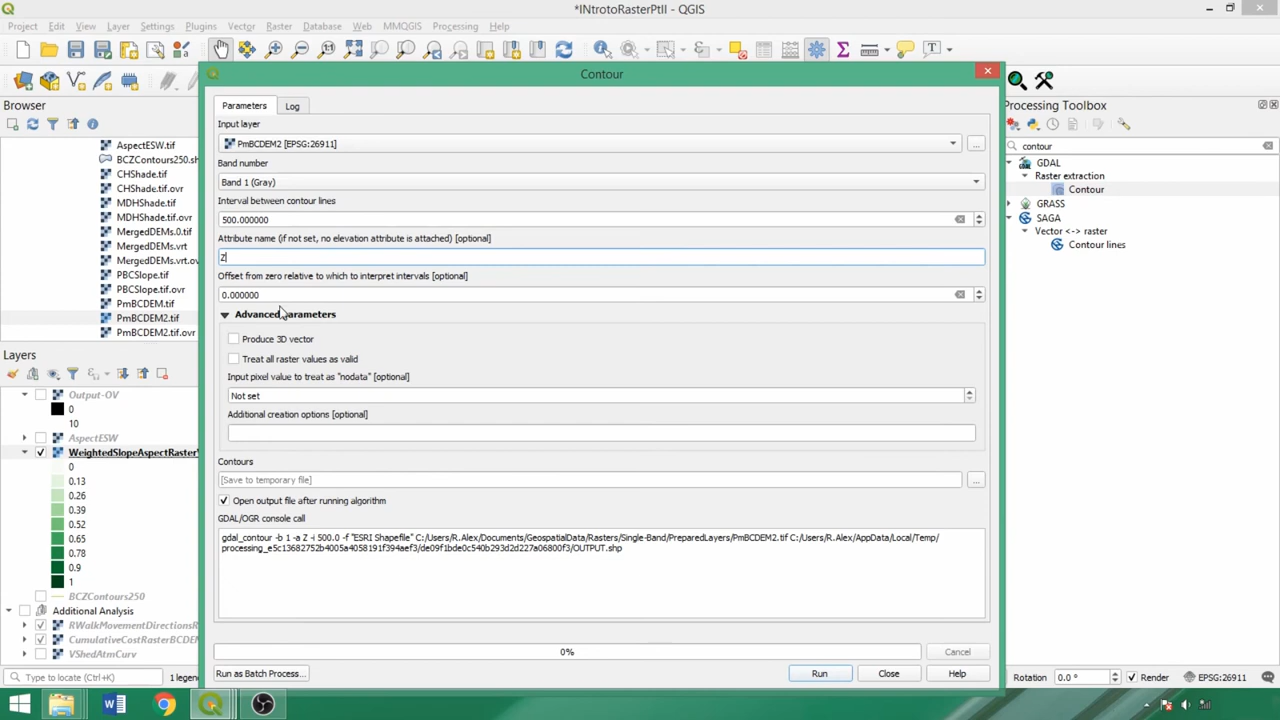 *INtrotoRasterPtII - QGIS
Project Edit View Layer Settings Plugins Vector Raster Database Web MMQGIS Processing Help
Browser
AspectESW.tif
BCZContours250.sh
CHShade.tif
CHShade.tif.ovr
MDHShade.tif
MDHShade.tif.ovr
MergedDEMs.0.tif
MergedDEMs.vrt
MergedDEMs.vrt.ov
PBCSlope.tif
PmBCDEM.tif
PmBCDEM2.tif
PmBCDEM2.tif.ovr
Layers
Output-OV
0
10
AspectESW
WeightedSlopeAspectRaster
0
0.13
0.26
0.39
0.52
0.65
0.78
0.9
1
BCZContours250
Additional Analysis
RWalkMovementDirectionsR
CumulativeCostRasterBCDEM
VShedAtmCurv
Type to locate (Ctrl+K)
1 legend
Contour
Parameters Log
Input layer
PmBCDEM2 [EPSG:26911]
Band number
Band 1 (Gray)
Interval between contour lines
500.000000
Attribute name (if not set, no elevation attribute is attached) [optional]
Z
Offset from zero relative to which to interpret intervals [optional]
0.000000
Advanced parameters
Produce 3D vector
Treat all raster values as valid
Input pixel value to treat as "nodata" [optional]
Not set
Additional creation options [optional]
Contours
[Save to temporary file]
Open output file after running algorithm
GDAL/OGR console call
gdal_contour -b 1 -a Z -i 500.0 -f "ESRI Shapefile" C:/Users/R.Alex/Documents/GeospatialData/Rasters/Single-Band/PreparedLayers/PmBCDEM2.tif C:/Users/R.Alex/AppData/Local/Temp/
processing_e5c13682752b4005a4058191f394aef3/de09f1bde0c540b293d2d227a06800f3/OUTPUT.shp
0%
Cancel
Run as Batch Process...
Run
Close
Help
Processing Toolbox
contour
GDAL
Raster extraction
Contour
GRASS
SAGA
Vector <-> raster
Contour lines
Rotation 0.0 °
Render
EPSG:26911